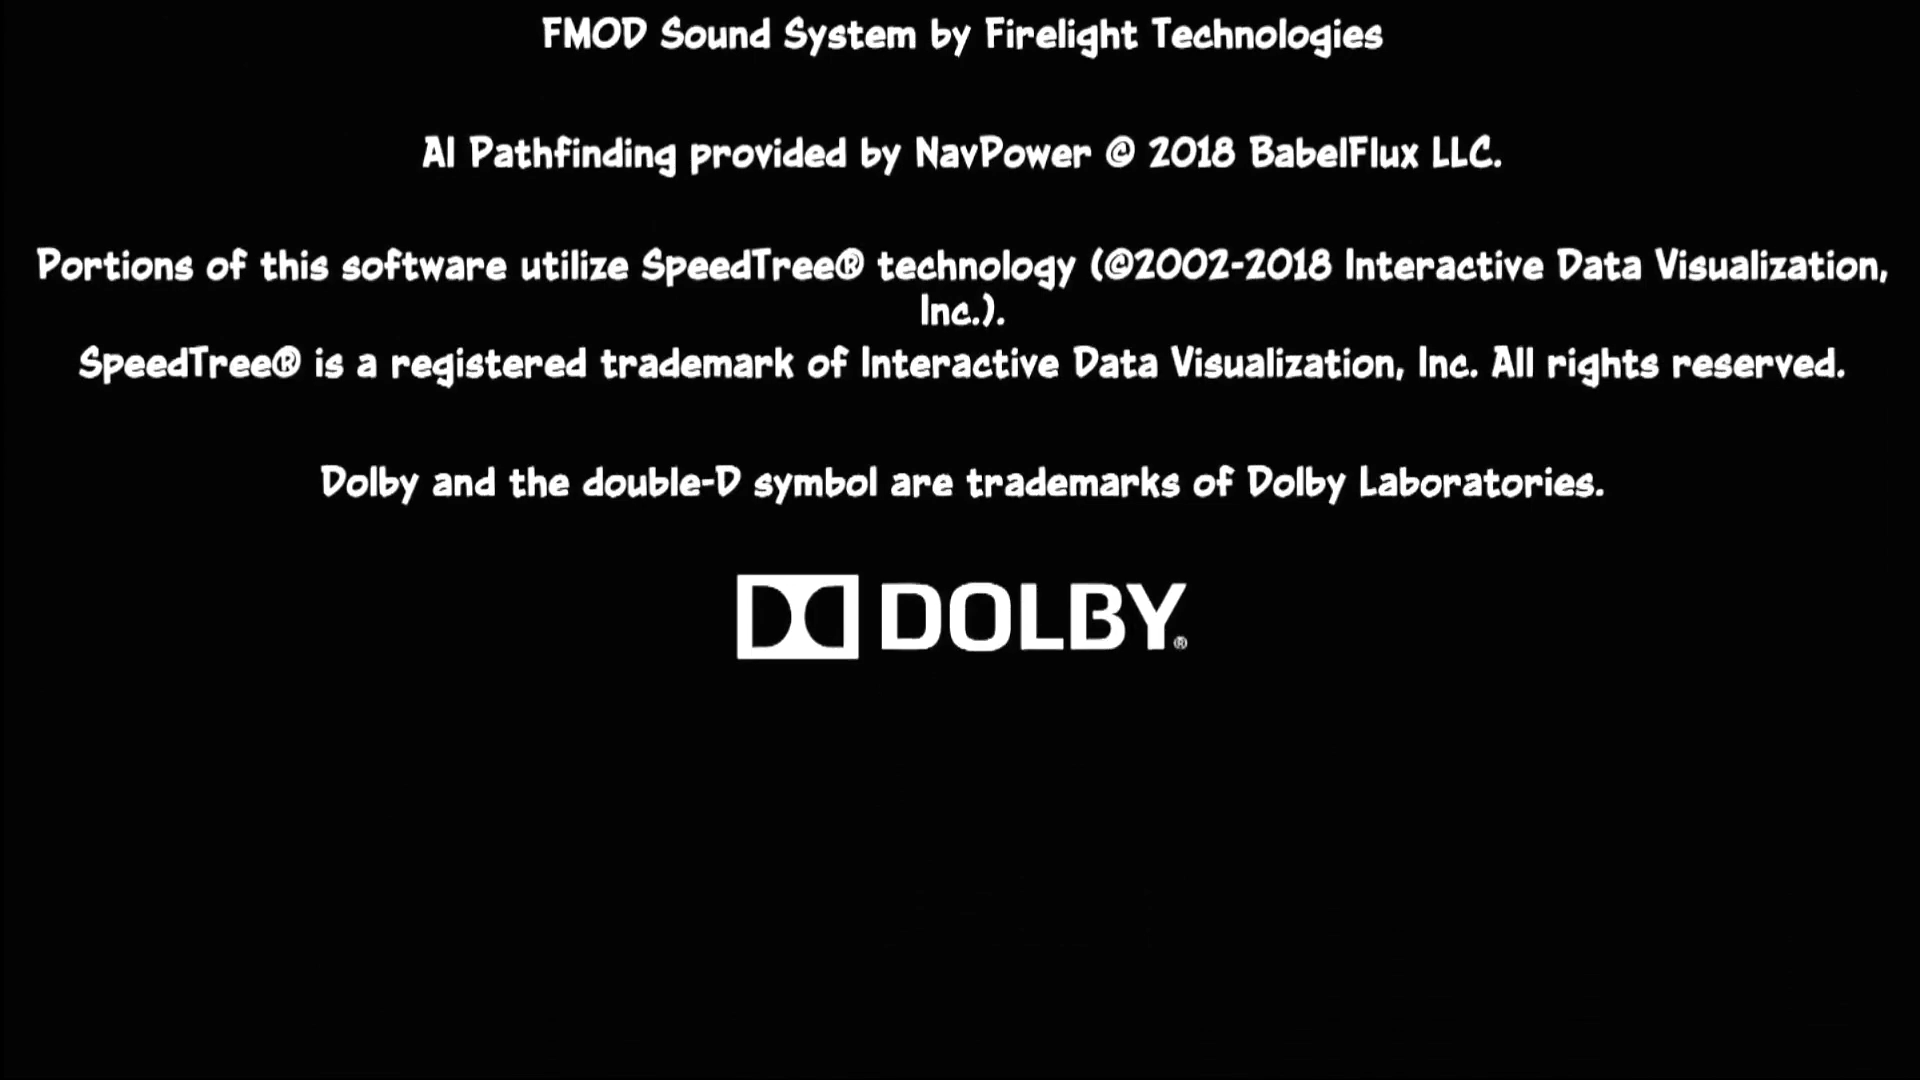 FMOD Sound System by Firelight Technologies
AI Pathfinding provided by NavPower © 2018 BabelFlux LLC.
Portions of this software utilize SpeedTree® technology (©2002-2018 Interactive Data Visualization,
Inc.).
SpeedTree® is a registered trademark of Interactive Data Visualization, Inc. All rights reserved.
Dolby and the double-D symbol are trademarks of Dolby Laboratories.
DOLBY®